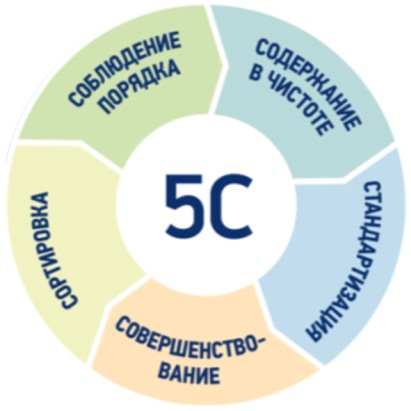 5С
СОРТИРОВКА
СОБЛЮДЕНИЕ
ПОРЯДКА
СОДЕРЖАНИЕ
В ЧИСТОТЕ
СТАНДАРТИЗАЦИЯ
СОВЕРШЕНСТВО-
ВАНИЕ